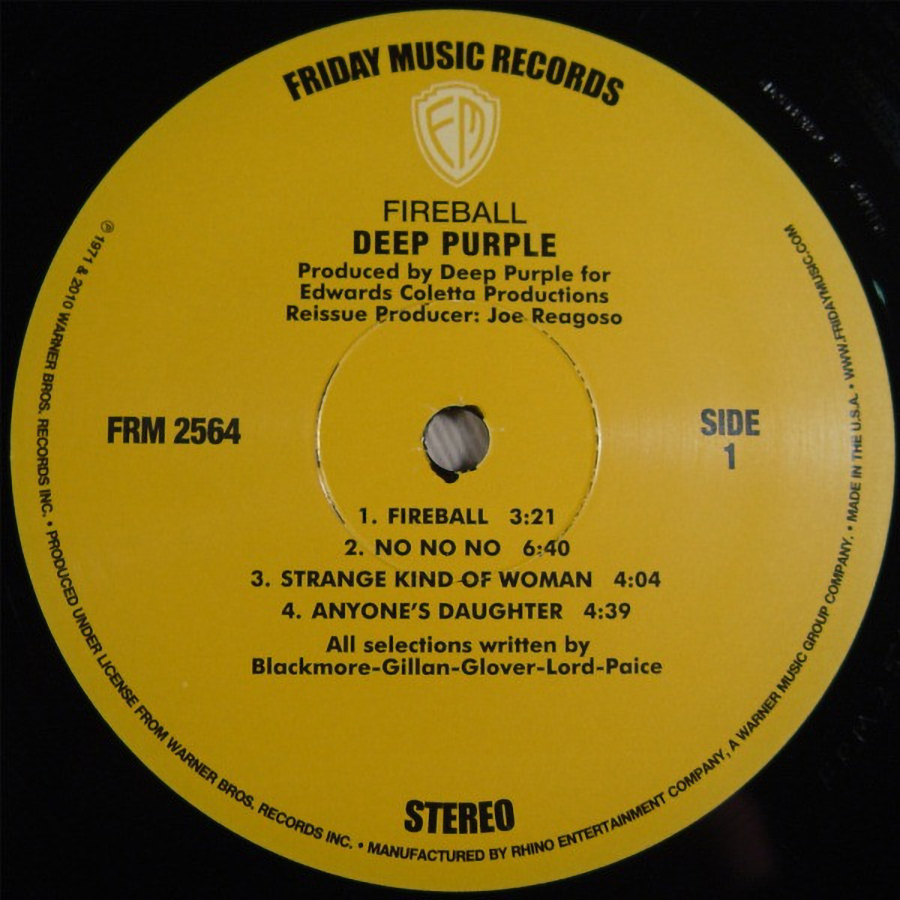 FRIDAY MUSIC RECORDS
FM
FIREBALL
DEEP PURPLE
Produced by Deep Purple for
Edwards Coletta Productions
Reissue Producer: Joe Reagoso
FRM 2564
SIDE
1
1. FIREBALL 3:21
2. NO NO NO 6:40
3. STRANGE KIND OF WOMAN 4:04
4. ANYONE'S DAUGHTER 4:39
All selections written by
Blackmore-Gillan-Glover-Lord-Paice
STEREO
℗ 1971 & 2010 WARNER BROS. RECORDS INC. • PRODUCED UNDER LICENSE FROM WARNER BROS. RECORDS INC. • MANUFACTURED BY RHINO ENTERTAINMENT COMPANY, A WARNER MUSIC GROUP COMPANY. • MADE IN THE U.S.A. • WWW.FRIDAYMUSIC.COM